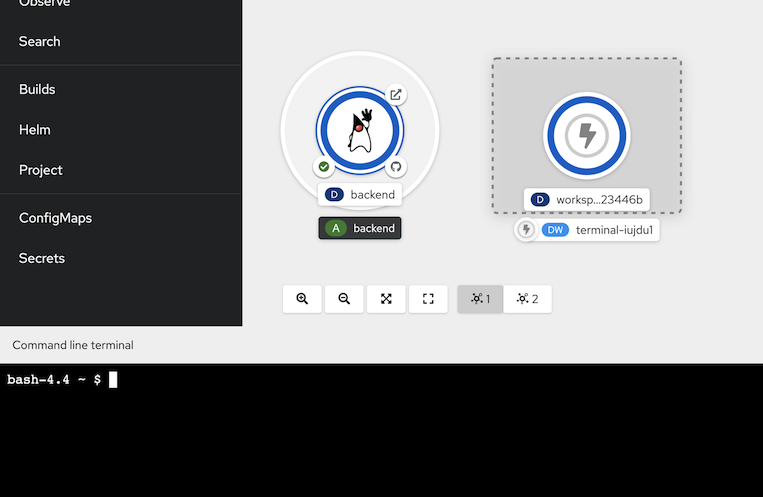 Observe
Search
Builds
Helm
Project
ConfigMaps
Secrets
D backend
A backend
D worksp...23446b
DW terminal-iujdu1
1
2
Command line terminal
bash-4.4 ~ $